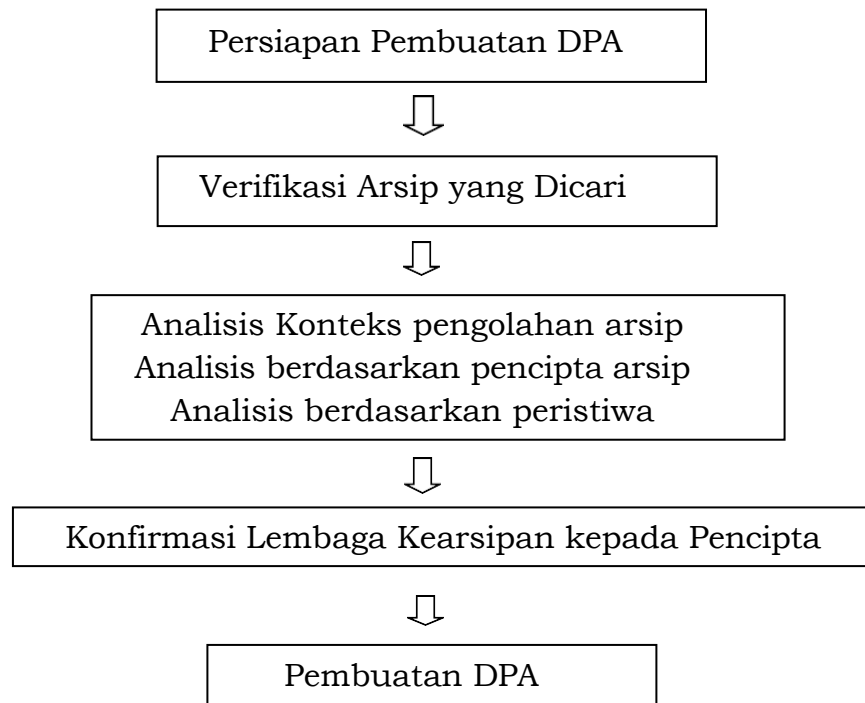 Persiapan Pembuatan DPA
Verifikasi Arsip yang Dicari
Analisis Konteks pengolahan arsip
Analisis berdasarkan pencipta arsip
Analisis berdasarkan peristiwa
Konfirmasi Lembaga Kearsipan kepada Pencipta
Pembuatan DPA